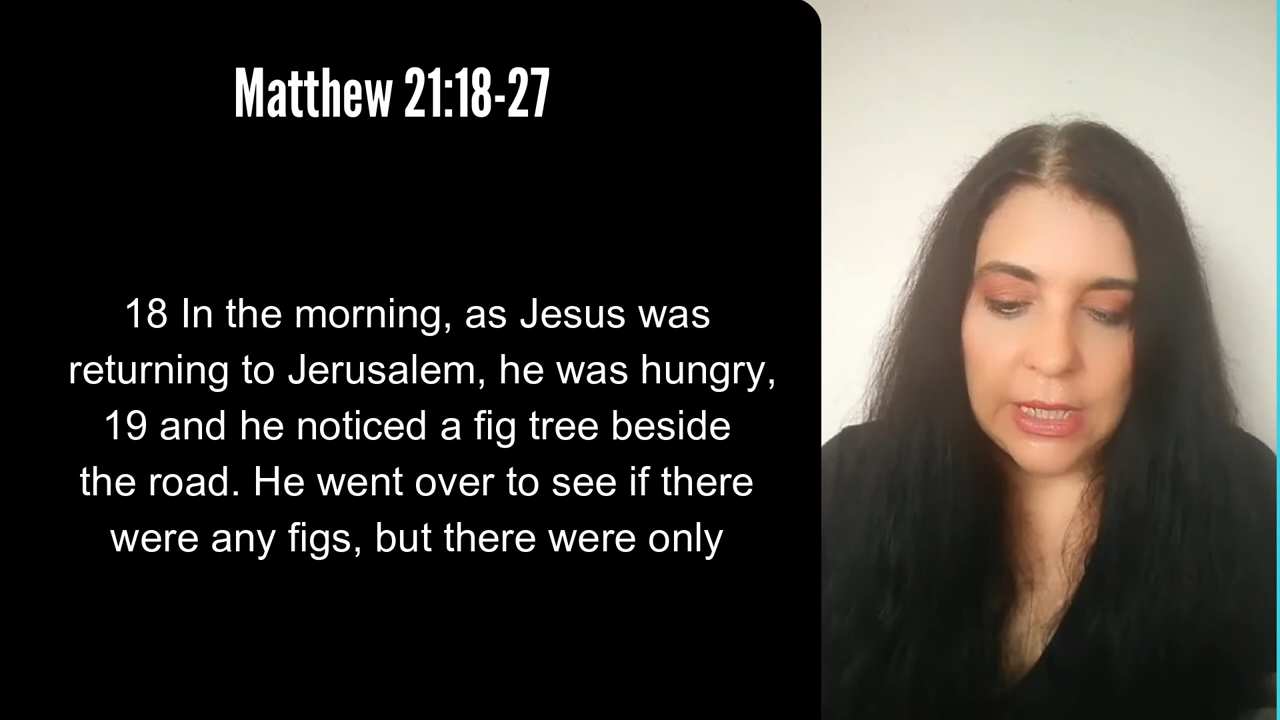 Matthew 21:18-27
18 In the morning, as Jesus was
returning to Jerusalem, he was hungry,
19 and he noticed a fig tree beside
the road. He went over to see if there
were any figs, but there were only